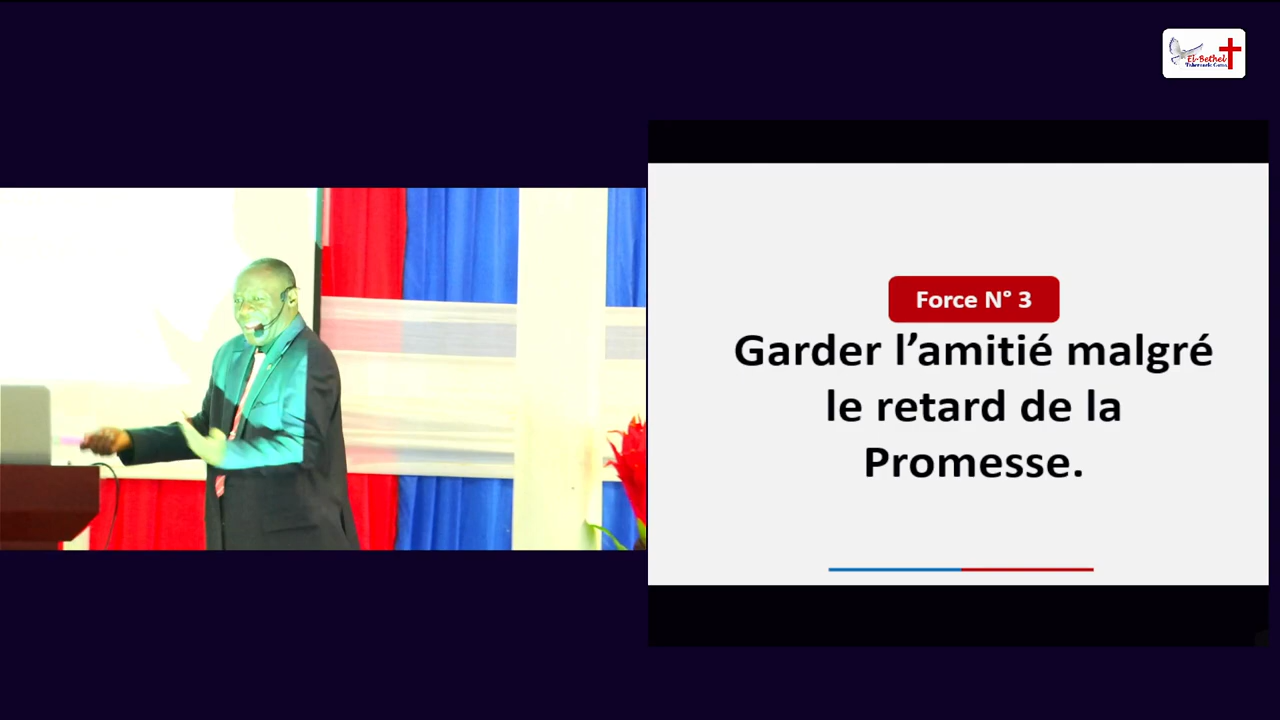 El-Bethel
Force N° 3
Garder l’amitié malgré
le retard de la
Promesse.